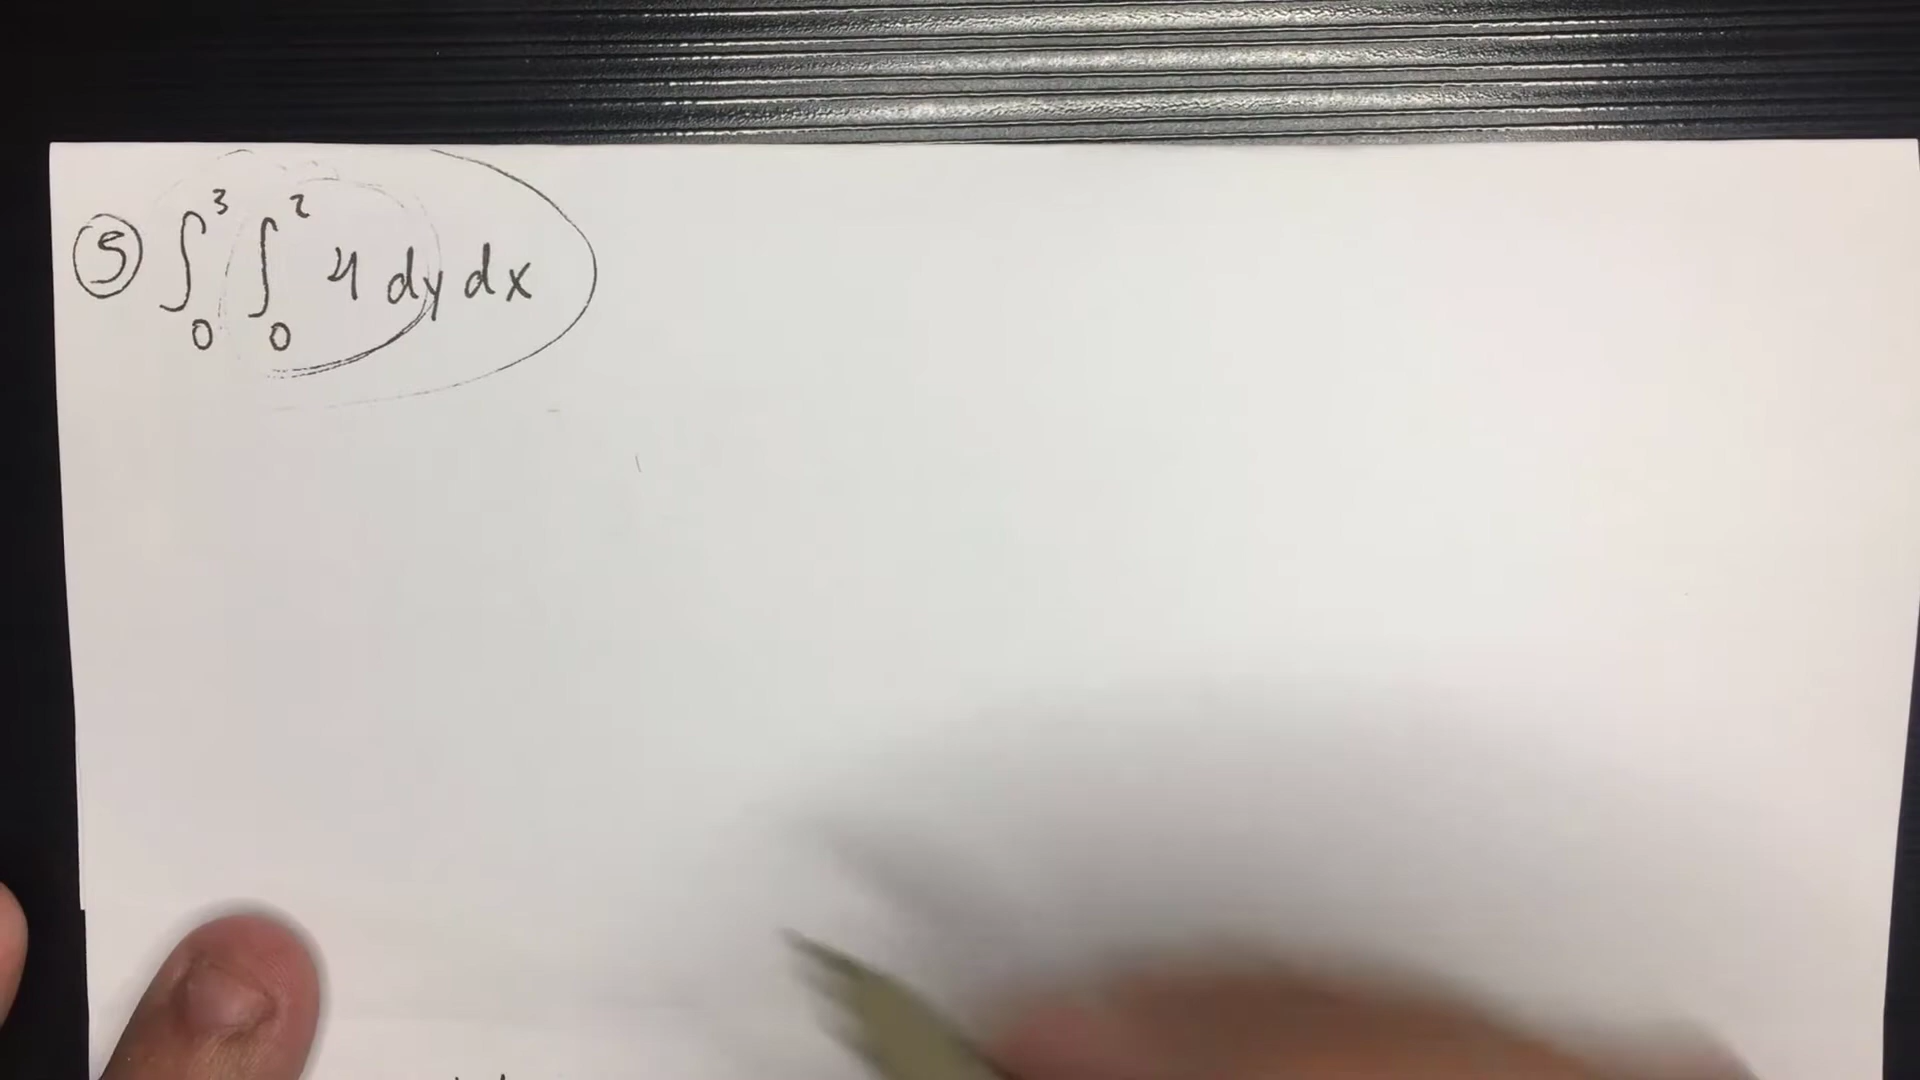 ⑤ ∫₀³ ∫₀² 4 dy dx